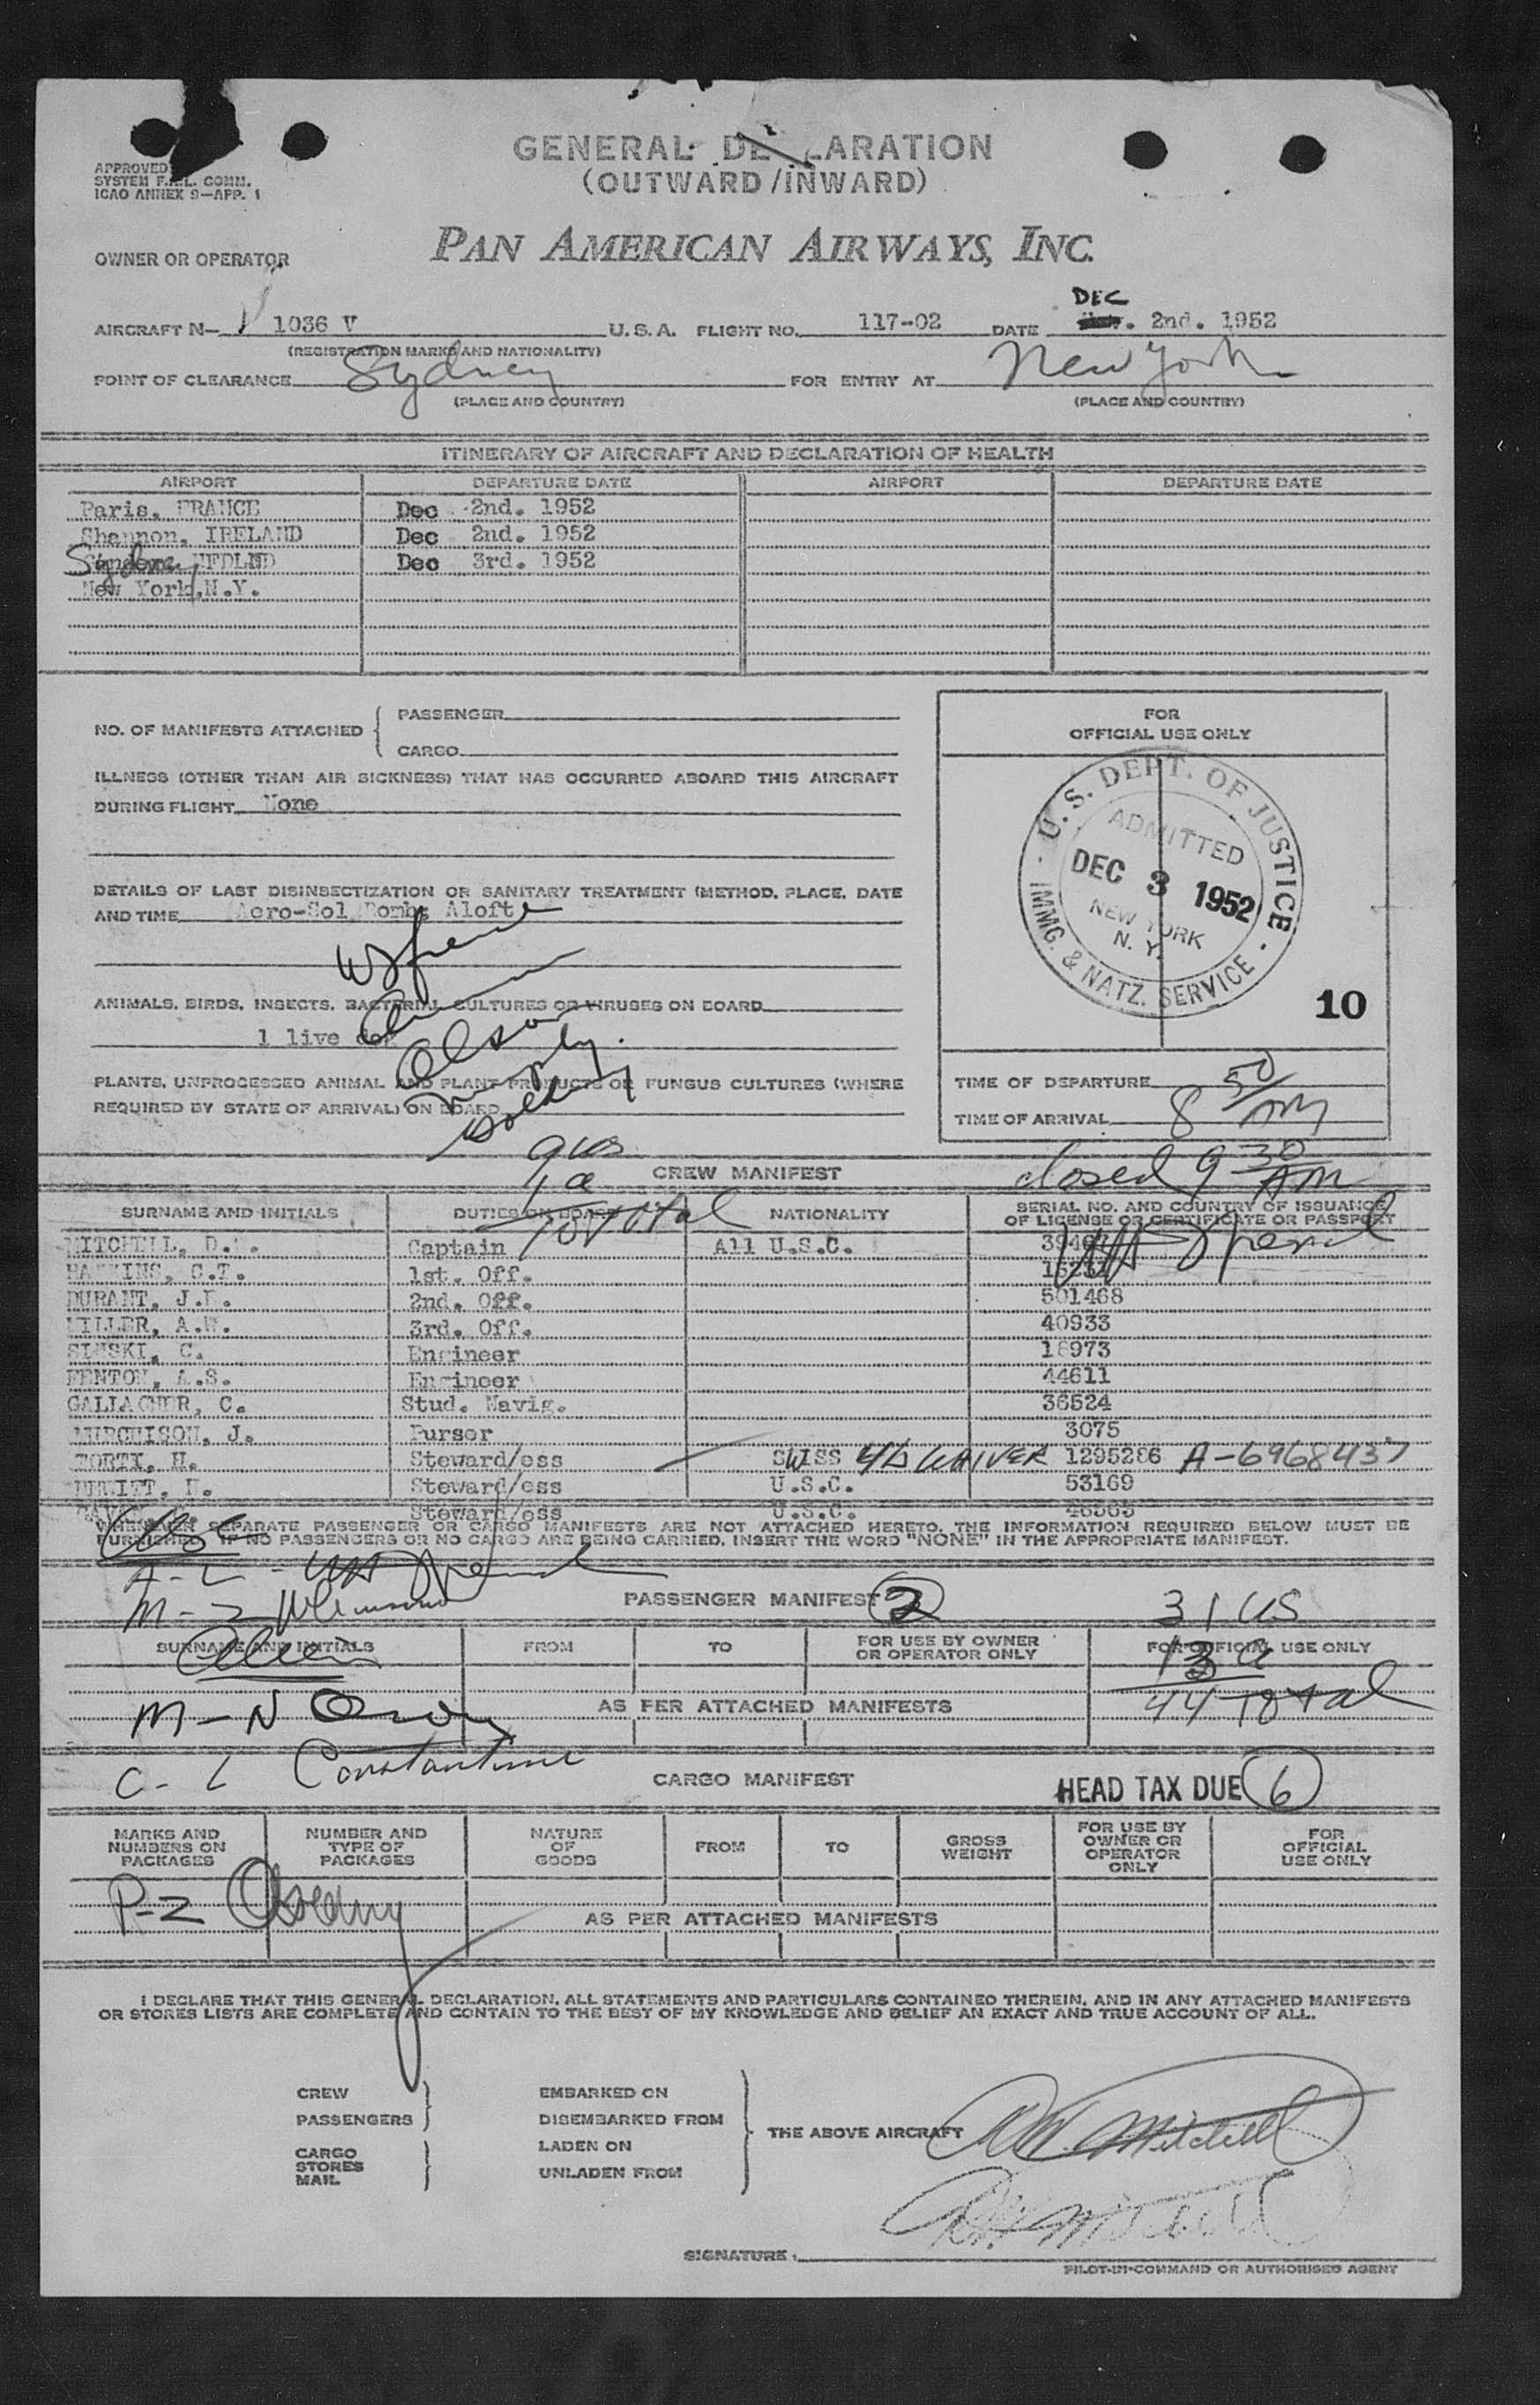 GENERAL DECLARATION
(OUTWARD/INWARD)
APPROVED
SYSTEM F.A.L. COMM.
ICAO ANNEX 9—APP. 1
OWNER OR OPERATOR PAN AMERICAN AIRWAYS, INC.
DEC
AIRCRAFT N— 1036 V U. S. A. FLIGHT NO. 117-02 DATE 2nd. 1952
(REGISTRATION MARKS AND NATIONALITY)
POINT OF CLEARANCE Sydney FOR ENTRY AT New York
(PLACE AND COUNTRY) (PLACE AND COUNTRY)
ITINERARY OF AIRCRAFT AND DECLARATION OF HEALTH
AIRPORT DEPARTURE DATE AIRPORT DEPARTURE DATE
Paris, FRANCE Dec 2nd. 1952
Shannon, IRELAND Dec 2nd. 1952
Sydney NFDLND Dec 3rd. 1952
New York,N.Y.
NO. OF MANIFESTS ATTACHED { PASSENGER
CARGO
ILLNESS (OTHER THAN AIR SICKNESS) THAT HAS OCCURRED ABOARD THIS AIRCRAFT
DURING FLIGHT None
DETAILS OF LAST DISINSECTIZATION OR SANITARY TREATMENT (METHOD, PLACE, DATE
AND TIME Aero-Sol Bombs Aloft
ANIMALS, BIRDS, INSECTS, BACTERIAL CULTURES OR VIRUSES ON BOARD
1 live dog
Olson
PLANTS, UNPROCESSED ANIMAL AND PLANT PRODUCTS OR FUNGUS CULTURES (WHERE
REQUIRED BY STATE OF ARRIVAL) ON BOARD
FOR
OFFICIAL USE ONLY
U. S. DEPT. OF JUSTICE
ADMITTED
DEC 3 1952
NEW YORK
N. Y.
IMMG. & NATZ. SERVICE
10
TIME OF DEPARTURE
TIME OF ARRIVAL 8 50 AM
9 US
1 a
10 Total
closed 9 30 AM
CREW MANIFEST
SURNAME AND INITIALS DUTIES ON BOARD NATIONALITY SERIAL NO. AND COUNTRY OF ISSUANCE
OF LICENSE OR CERTIFICATE OR PASSPORT
MITCHELL, D. Captain All U.S.C.
C.T. 1st. Off.
DURANT, J. 2nd. Off. 501468
MILLER, A.W. 3rd. Off. 40933
SINSKI, C. Engineer 18973
FENTON, A.S. Engineer 44611
GALLAGHER, C. Stud. Navig. 36524
MURCHISON, J. Purser 3075
TORTX, H. Steward/ess SWISS 4/D WAIVER 1295286 A-6968437
Steward/ess U.S.C. 53169
Steward/ess U.S.C. 46565
WHENEVER SEPARATE PASSENGER OR CARGO MANIFESTS ARE NOT ATTACHED HERETO, THE INFORMATION REQUIRED BELOW MUST BE
FURNISHED. IF NO PASSENGERS OR NO CARGO ARE BEING CARRIED, INSERT THE WORD "NONE" IN THE APPROPRIATE MANIFEST.
A-L
M-Z
PASSENGER MANIFEST 2 31 US
SURNAME AND INITIALS FROM TO FOR USE BY OWNER
OR OPERATOR ONLY FOR OFFICIAL USE ONLY
13 a
AS PER ATTACHED MANIFESTS 44 Total
M-N
C-L Constantine
CARGO MANIFEST HEAD TAX DUE 6
MARKS AND
NUMBERS ON
PACKAGES NUMBER AND
TYPE OF
PACKAGES NATURE
OF
GOODS FROM TO GROSS
WEIGHT FOR USE BY
OWNER OR
OPERATOR
ONLY FOR
OFFICIAL
USE ONLY
P-Z
AS PER ATTACHED MANIFESTS
I DECLARE THAT THIS GENERAL DECLARATION, ALL STATEMENTS AND PARTICULARS CONTAINED THEREIN, AND IN ANY ATTACHED MANIFESTS
OR STORES LISTS ARE COMPLETE AND CONTAIN TO THE BEST OF MY KNOWLEDGE AND BELIEF AN EXACT AND TRUE ACCOUNT OF ALL.
CREW
PASSENGERS
CARGO
STORES
MAIL
EMBARKED ON
DISEMBARKED FROM
LADEN ON
UNLADEN FROM
THE ABOVE AIRCRAFT
D.W. Mitchell
D.W. Mitchell
SIGNATURE:
PILOT-IN-COMMAND OR AUTHORISED AGENT